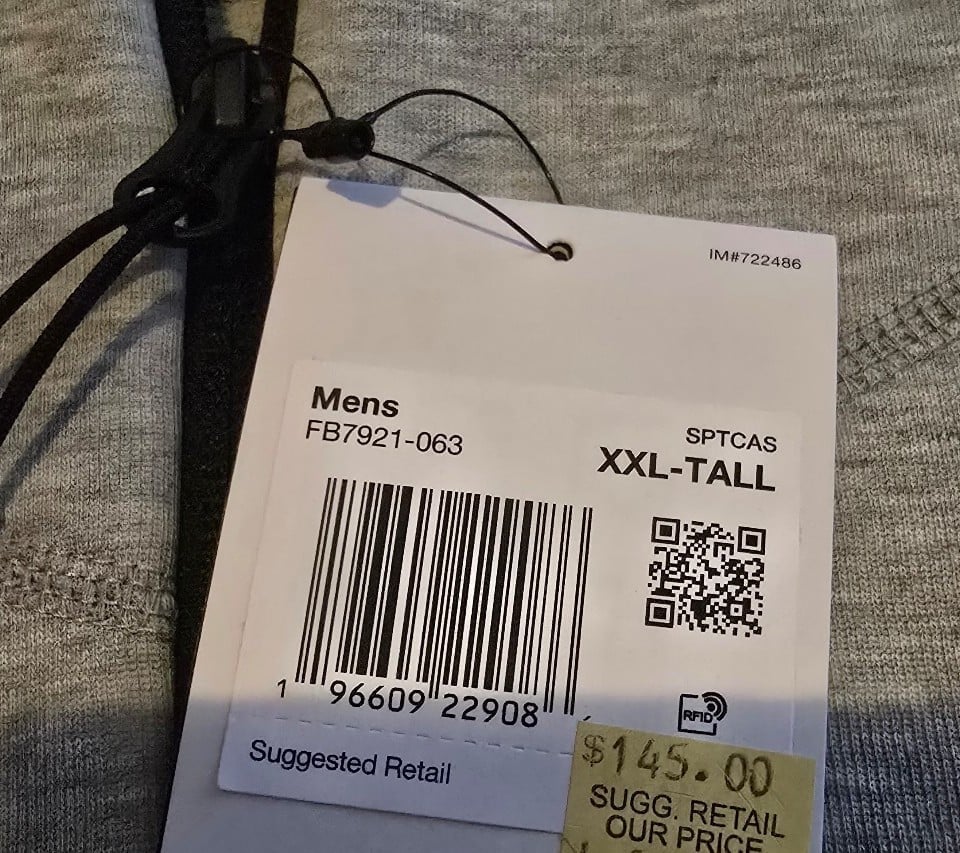 IM#722486
Mens
FB7921-063
SPTCAS
XXL-TALL
1 96609 22908
RFID
Suggested Retail
$145.00
SUGG. RETAIL
OUR PRICE